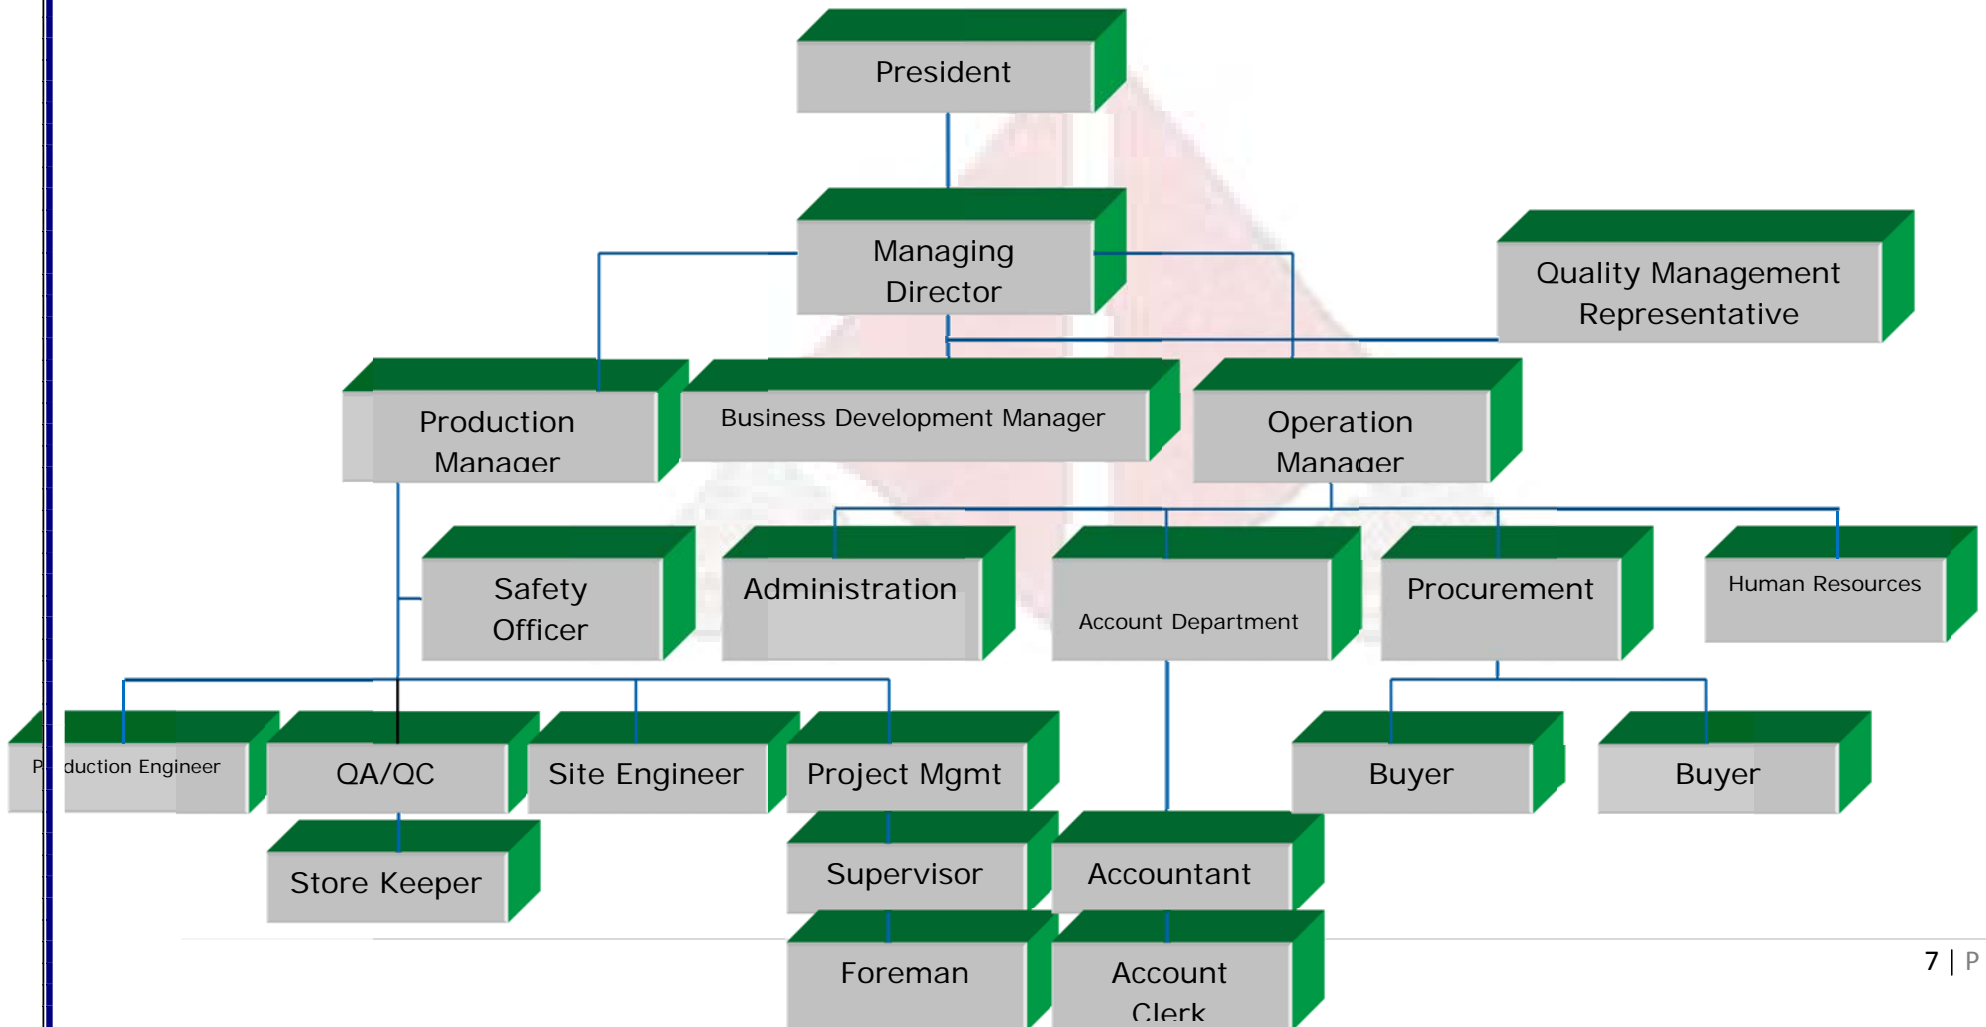 President
Managing
Director
Quality Management
Representative
Production
Manager
Business Development Manager
Operation
Manager
Safety
Officer
Administration
Account Department
Procurement
Human Resources
Production Engineer
QA/QC
Site Engineer
Project Mgmt
Buyer
Buyer
Store Keeper
Supervisor
Accountant
Foreman
Account
Clerk
7 | P